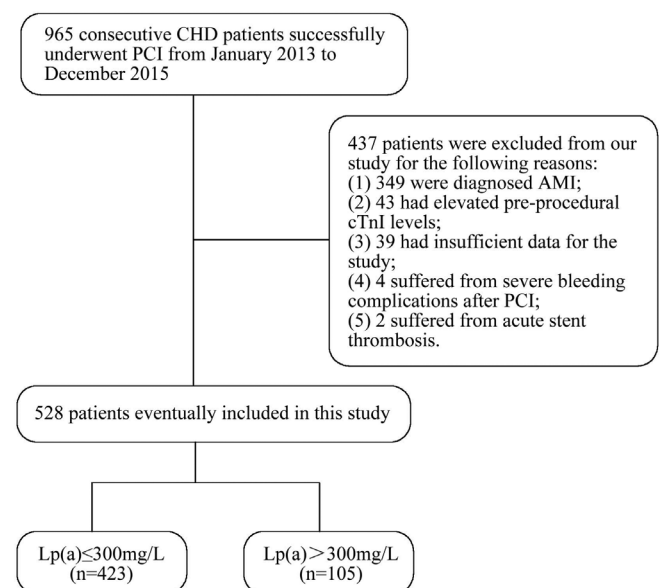 965 consecutive CHD patients successfully
underwent PCI from January 2013 to
December 2015
437 patients were excluded from our
study for the following reasons:
(1) 349 were diagnosed AMI;
(2) 43 had elevated pre-procedural
cTnI levels;
(3) 39 had insufficient data for the
study;
(4) 4 suffered from severe bleeding
complications after PCI;
(5) 2 suffered from acute stent
thrombosis.
528 patients eventually included in this study
Lp(a)≤300mg/L
(n=423)
Lp(a)＞300mg/L
(n=105)